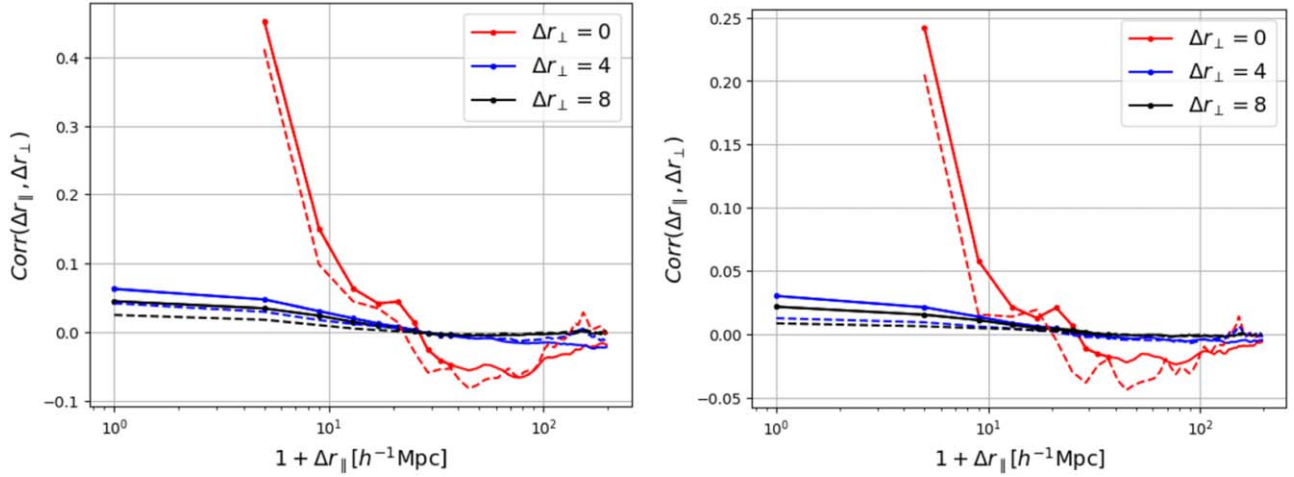 Corr(Δr∥, Δr⊥)
0.4
0.3
0.2
0.1
0.0
−0.1
10⁰
10¹
10²
1 + Δr∥ [h⁻¹Mpc]
Δr⊥ = 0
Δr⊥ = 4
Δr⊥ = 8
Corr(Δr∥, Δr⊥)
0.25
0.20
0.15
0.10
0.05
0.00
−0.05
10⁰
10¹
10²
1 + Δr∥ [h⁻¹Mpc]
Δr⊥ = 0
Δr⊥ = 4
Δr⊥ = 8